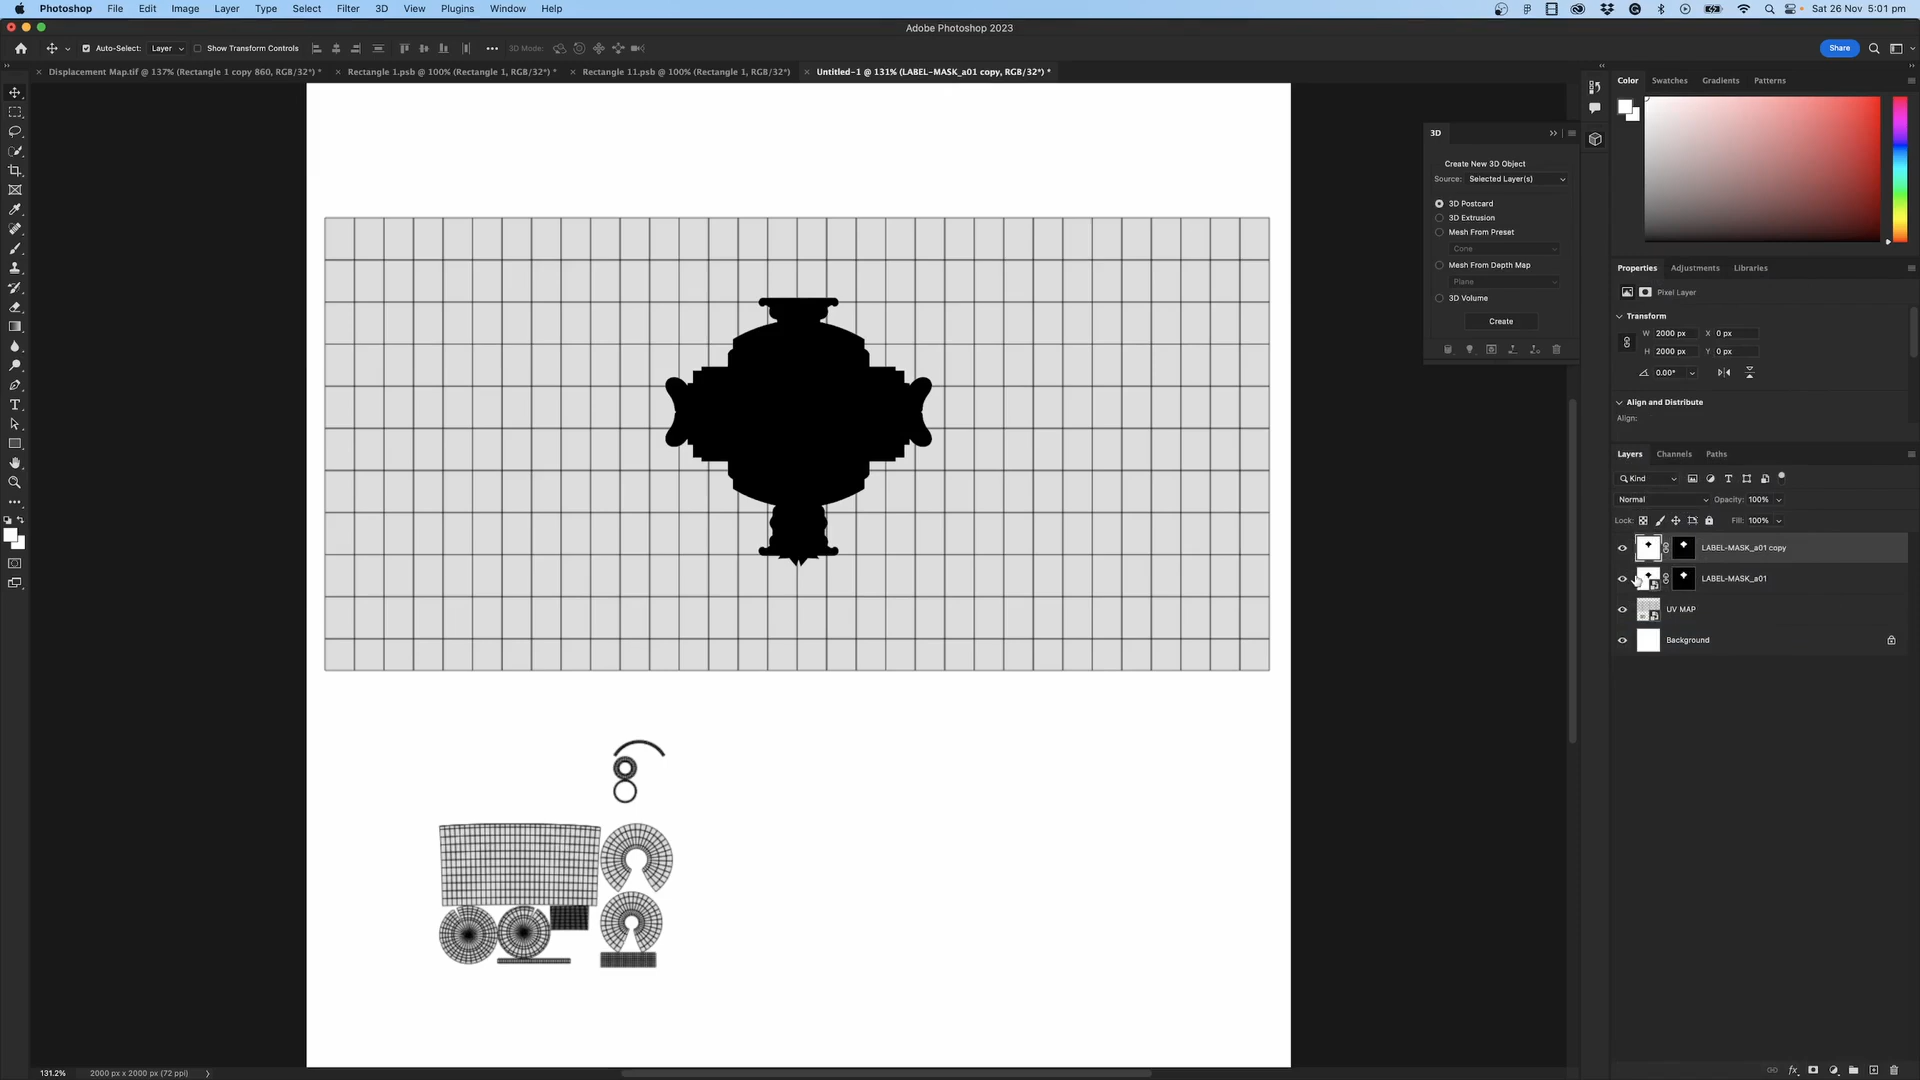 Photoshop File Edit Image Layer Type Select Filter 3D View Plugins Window Help Sat 26 Nov 5:01 pm
Adobe Photoshop 2023
Auto-Select: Layer Show Transform Controls 3D Mode: Share
Displacement Map.tif @ 137% (Rectangle 1 copy 860, RGB/32*) * Rectangle 1.psb @ 100% (Rectangle 1, RGB/32*) * Rectangle 11.psb @ 100% (Rectangle 1, RGB/32*) Untitled-1 @ 131% (LABEL-MASK_a01 copy, RGB/32*) *
3D
Create New 3D Object
Source: Selected Layer(s)
3D Postcard
3D Extrusion
Mesh From Preset
Cone
Mesh From Depth Map
Plane
3D Volume
Create
Color Swatches Gradients Patterns
Properties Adjustments Libraries
Pixel Layer
Transform
W 2000 px X 0 px
H 2000 px Y 0 px
0.00°
Align and Distribute
Align:
Layers Channels Paths
Kind
Normal Opacity: 100%
Lock: Fill: 100%
LABEL-MASK_a01 copy
LABEL-MASK_a01
UV MAP
Background
131.2% 2000 px x 2000 px (72 ppi)